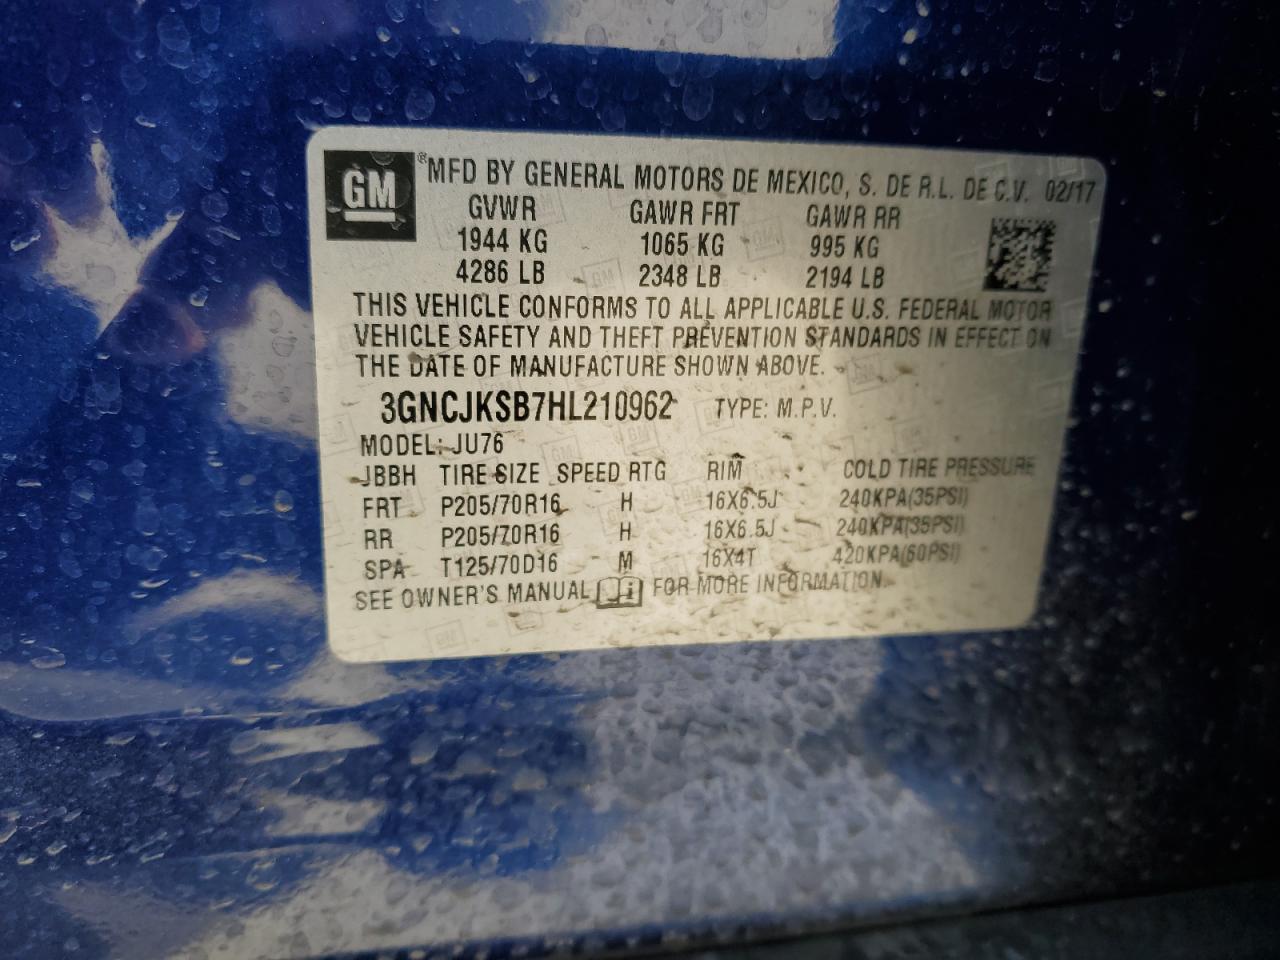 GM ® MFD BY GENERAL MOTORS DE MEXICO, S. DE R.L. DE C.V. 02/17
GVWR GAWR FRT GAWR RR
1944 KG 1065 KG 995 KG
4286 LB 2348 LB 2194 LB
THIS VEHICLE CONFORMS TO ALL APPLICABLE U.S. FEDERAL MOTOR
VEHICLE SAFETY AND THEFT PREVENTION STANDARDS IN EFFECT ON
THE DATE OF MANUFACTURE SHOWN ABOVE.
3GNCJKSB7HL210962 TYPE: M.P.V.
MODEL: JU76
JBBH TIRE SIZE SPEED RTG RIM COLD TIRE PRESSURE
FRT P205/70R16 H 16X6.5J 240KPA(35PSI)
RR P205/70R16 H 16X6.5J 240KPA(35PSI)
SPA T125/70D16 M 16X4T 420KPA(60PSI)
SEE OWNER'S MANUAL FOR MORE INFORMATION.